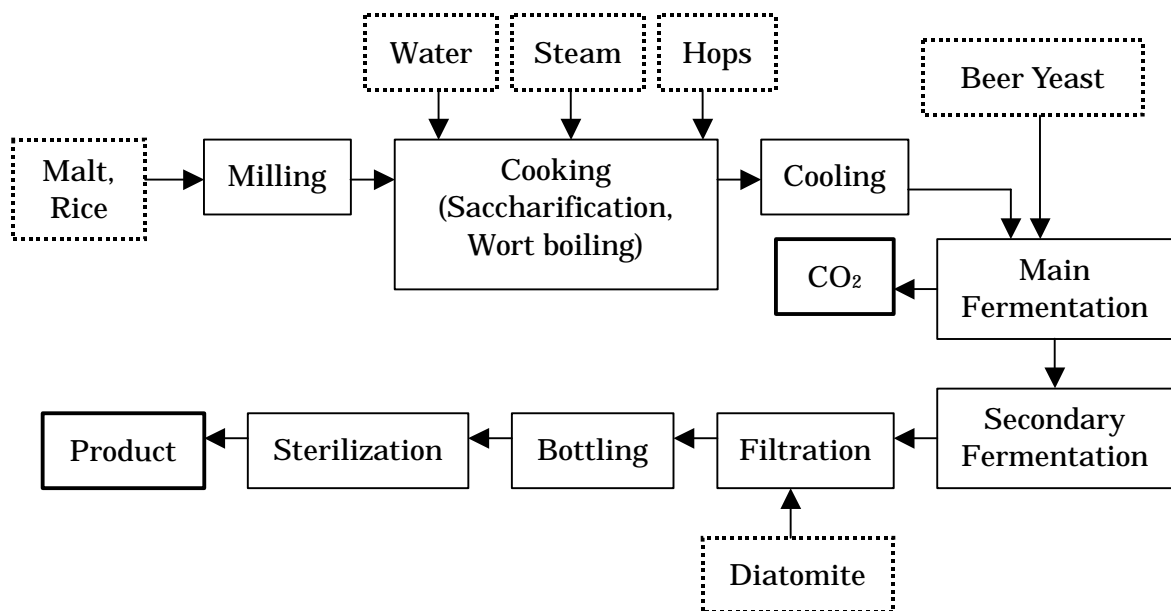 Water
Steam
Hops
Beer Yeast
Malt,
Rice
Milling
Cooking
(Saccharification,
Wort boiling)
Cooling
CO₂
Main
Fermentation
Product
Sterilization
Bottling
Filtration
Secondary
Fermentation
Diatomite